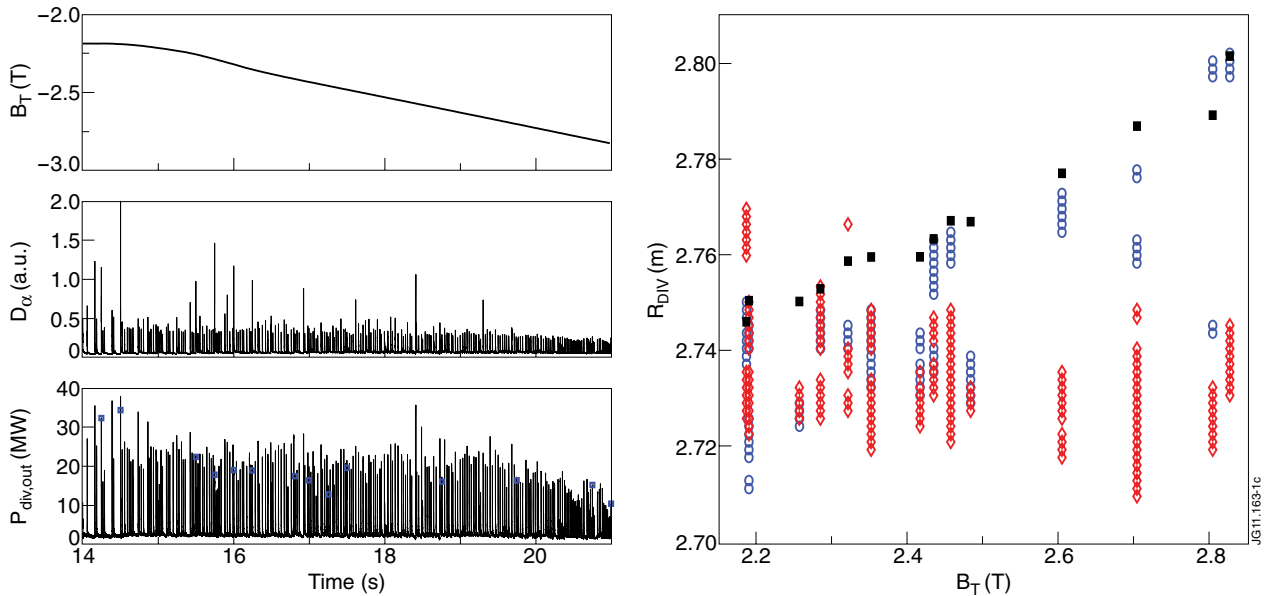 −2.0
−2.5
−3.0
B_T (T)
2.0
1.5
1.0
0.5
0
D_α (a.u.)
40
30
20
10
0
P_div,out (MW)
14 16 18 20
Time (s)
2.80
2.78
2.76
2.74
2.72
2.70
R_DIV (m)
2.2 2.4 2.6 2.8
B_T (T)
JG11.163-1c